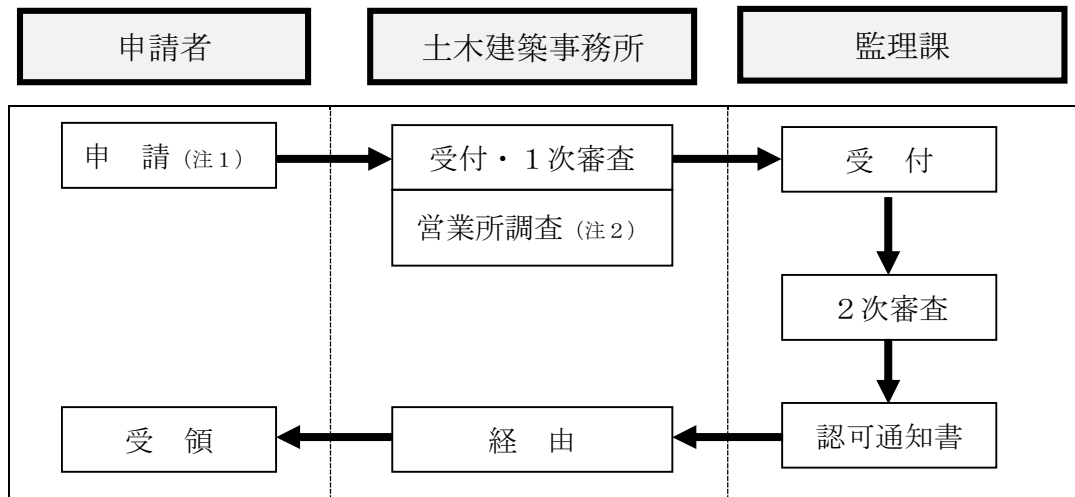 申請者
土木建築事務所
監理課
申　請（注１）
受付・１次審査
受　付
営業所調査（注２）
２次審査
受　領
経　由
認可通知書